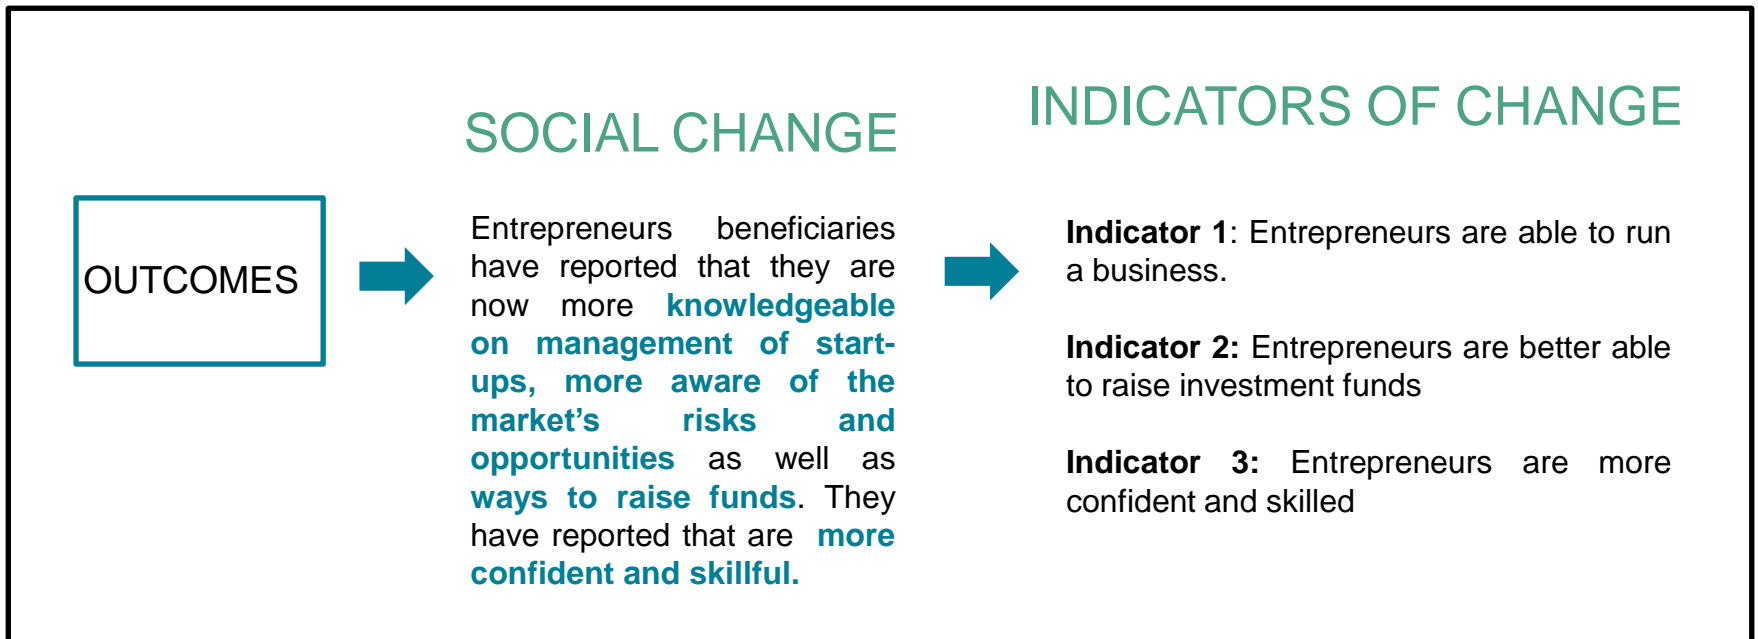 OUTCOMES
SOCIAL CHANGE
Entrepreneurs beneficiaries
have reported that they are
now more knowledgeable
on management of start-
ups, more aware of the
market’s risks and
opportunities as well as
ways to raise funds. They
have reported that are more
confident and skillful.
INDICATORS OF CHANGE
Indicator 1: Entrepreneurs are able to run
a business.
Indicator 2: Entrepreneurs are better able
to raise investment funds
Indicator 3: Entrepreneurs are more
confident and skilled